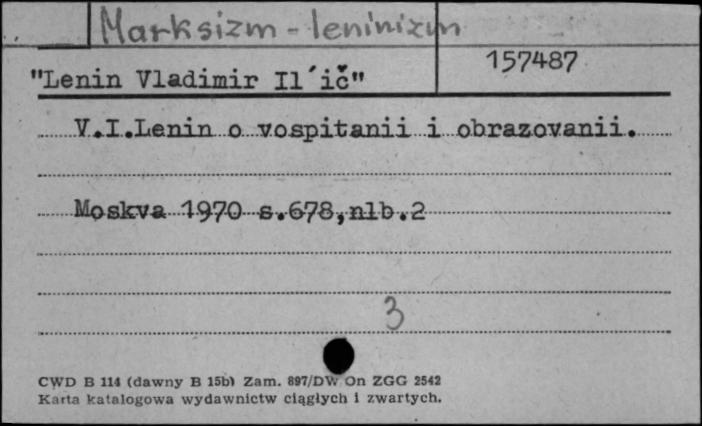 Marksizm - leninizm
157487
"Lenin Vladimir Il´ič"
V.I.Lenin o vospitanii i obrazovanii.
Moskva 1970 s.678,nlb.2
3
CWD B 114 (dawny B 15b) Zam. 897/DW On ZGG 2542
Karta katalogowa wydawnictw ciągłych i zwartych.